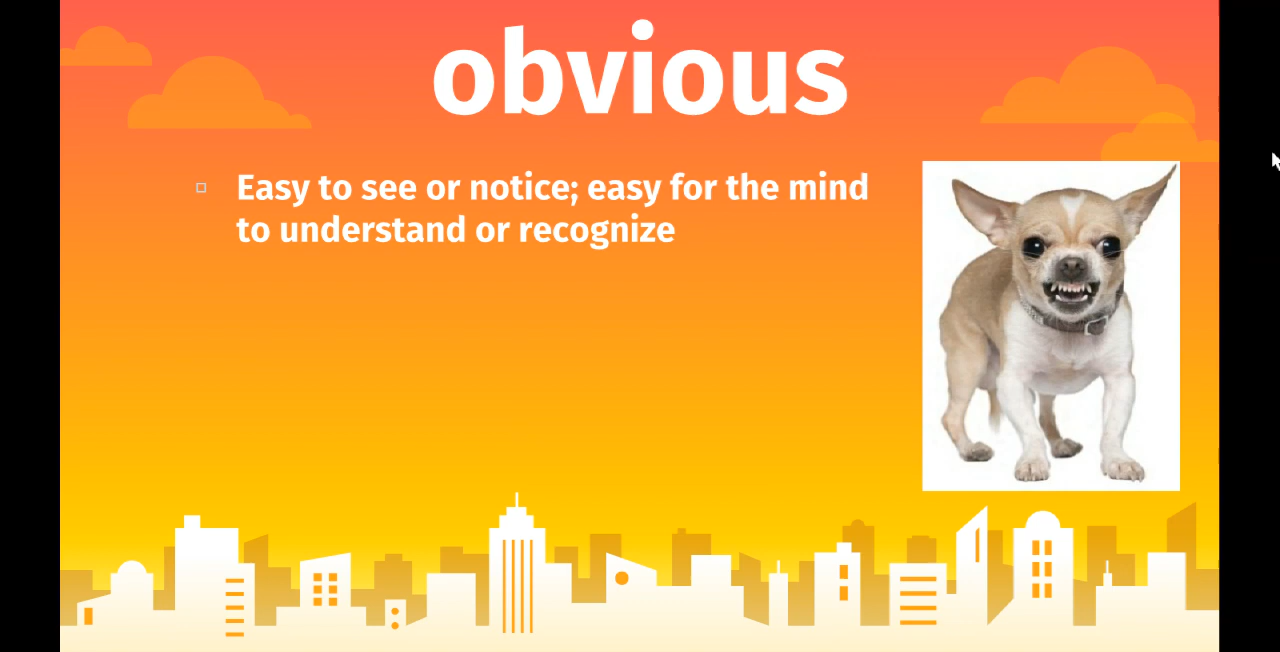 obvious
Easy to see or notice; easy for the mind
to understand or recognize